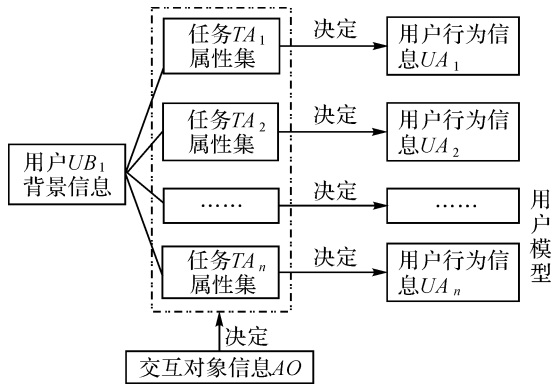 任务TA₁
属性集
决定
用户行为信
息UA₁
任务TA₂
属性集
决定
用户行为信
息UA₂
用户UB₁
背景信息
……
决定
……
任务TAₙ
属性集
决定
用户行为信
息UAₙ
用户模型
决定
交互对象信息AO